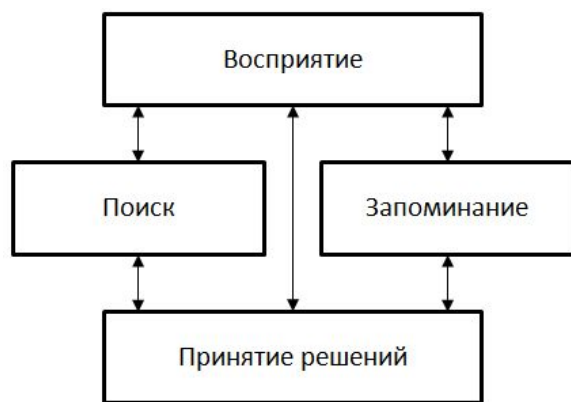 Восприятие
Поиск
Запоминание
Принятие решений